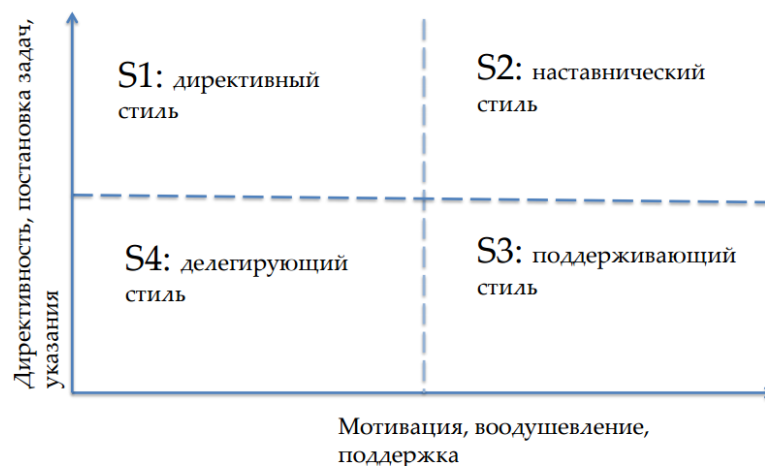 Директивность, постановка задач,
указания
S1: директивный
стиль
S2: наставнический
стиль
S4: делегирующий
стиль
S3: поддерживающий
стиль
Мотивация, воодушевление,
поддержка